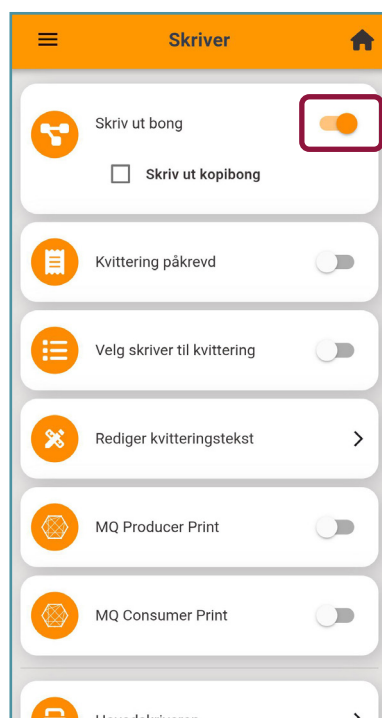 Skriver
Skriv ut bong
Skriv ut kopibong
Kvittering påkrevd
Velg skriver til kvittering
Rediger kvitteringstekst
MQ Producer Print
MQ Consumer Print